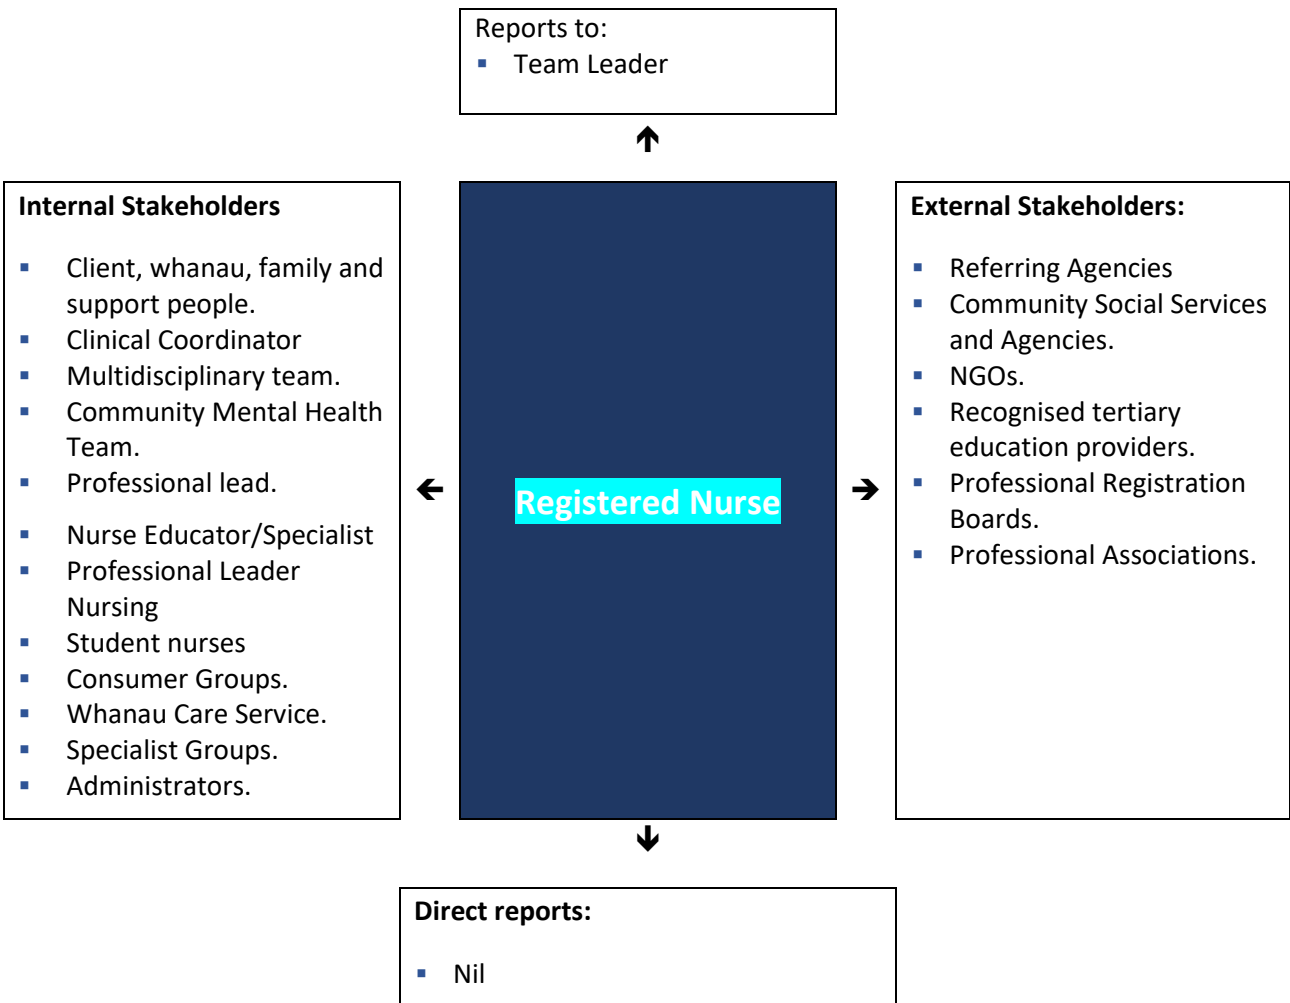 Reports to:
▪ Team Leader
Internal Stakeholders
▪ Client, whanau, family and
support people.
▪ Clinical Coordinator
▪ Multidisciplinary team.
▪ Community Mental Health
Team.
▪ Professional lead.
▪ Nurse Educator/Specialist
▪ Professional Leader
Nursing
▪ Student nurses
▪ Consumer Groups.
▪ Whanau Care Service.
▪ Specialist Groups.
▪ Administrators.
Registered Nurse
External Stakeholders:
▪ Referring Agencies
▪ Community Social Services
and Agencies.
▪ NGOs.
▪ Recognised tertiary
education providers.
▪ Professional Registration
Boards.
▪ Professional Associations.
Direct reports:
▪ Nil